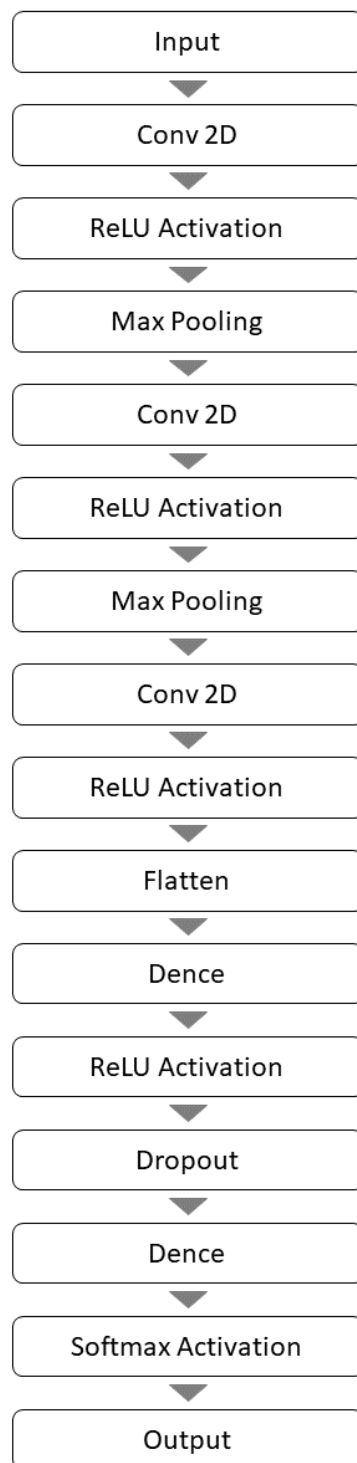 Input
Conv 2D
ReLU Activation
Max Pooling
Conv 2D
ReLU Activation
Max Pooling
Conv 2D
ReLU Activation
Flatten
Dence
ReLU Activation
Dropout
Dence
Softmax Activation
Output